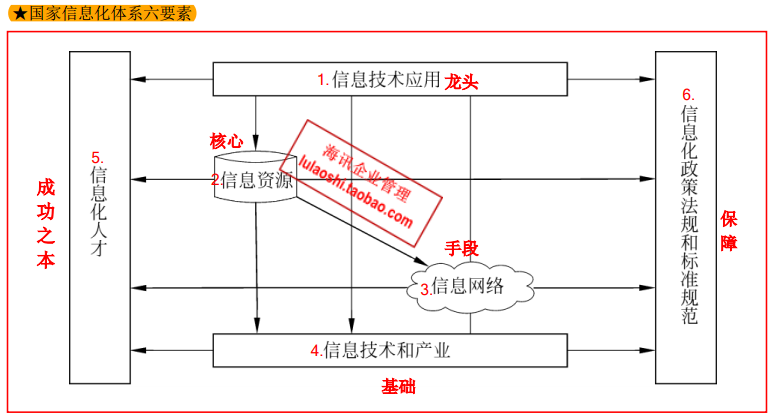 ★国家信息化体系六要素
1.信息技术应用 龙头
6.信息化政策法规和标准规范
5.信息化人才
核心
海讯企业管理
lulaoshi.taobao.com
2信息资源
成功之本
保障
手段
3.信息网络
4.信息技术和产业
基础